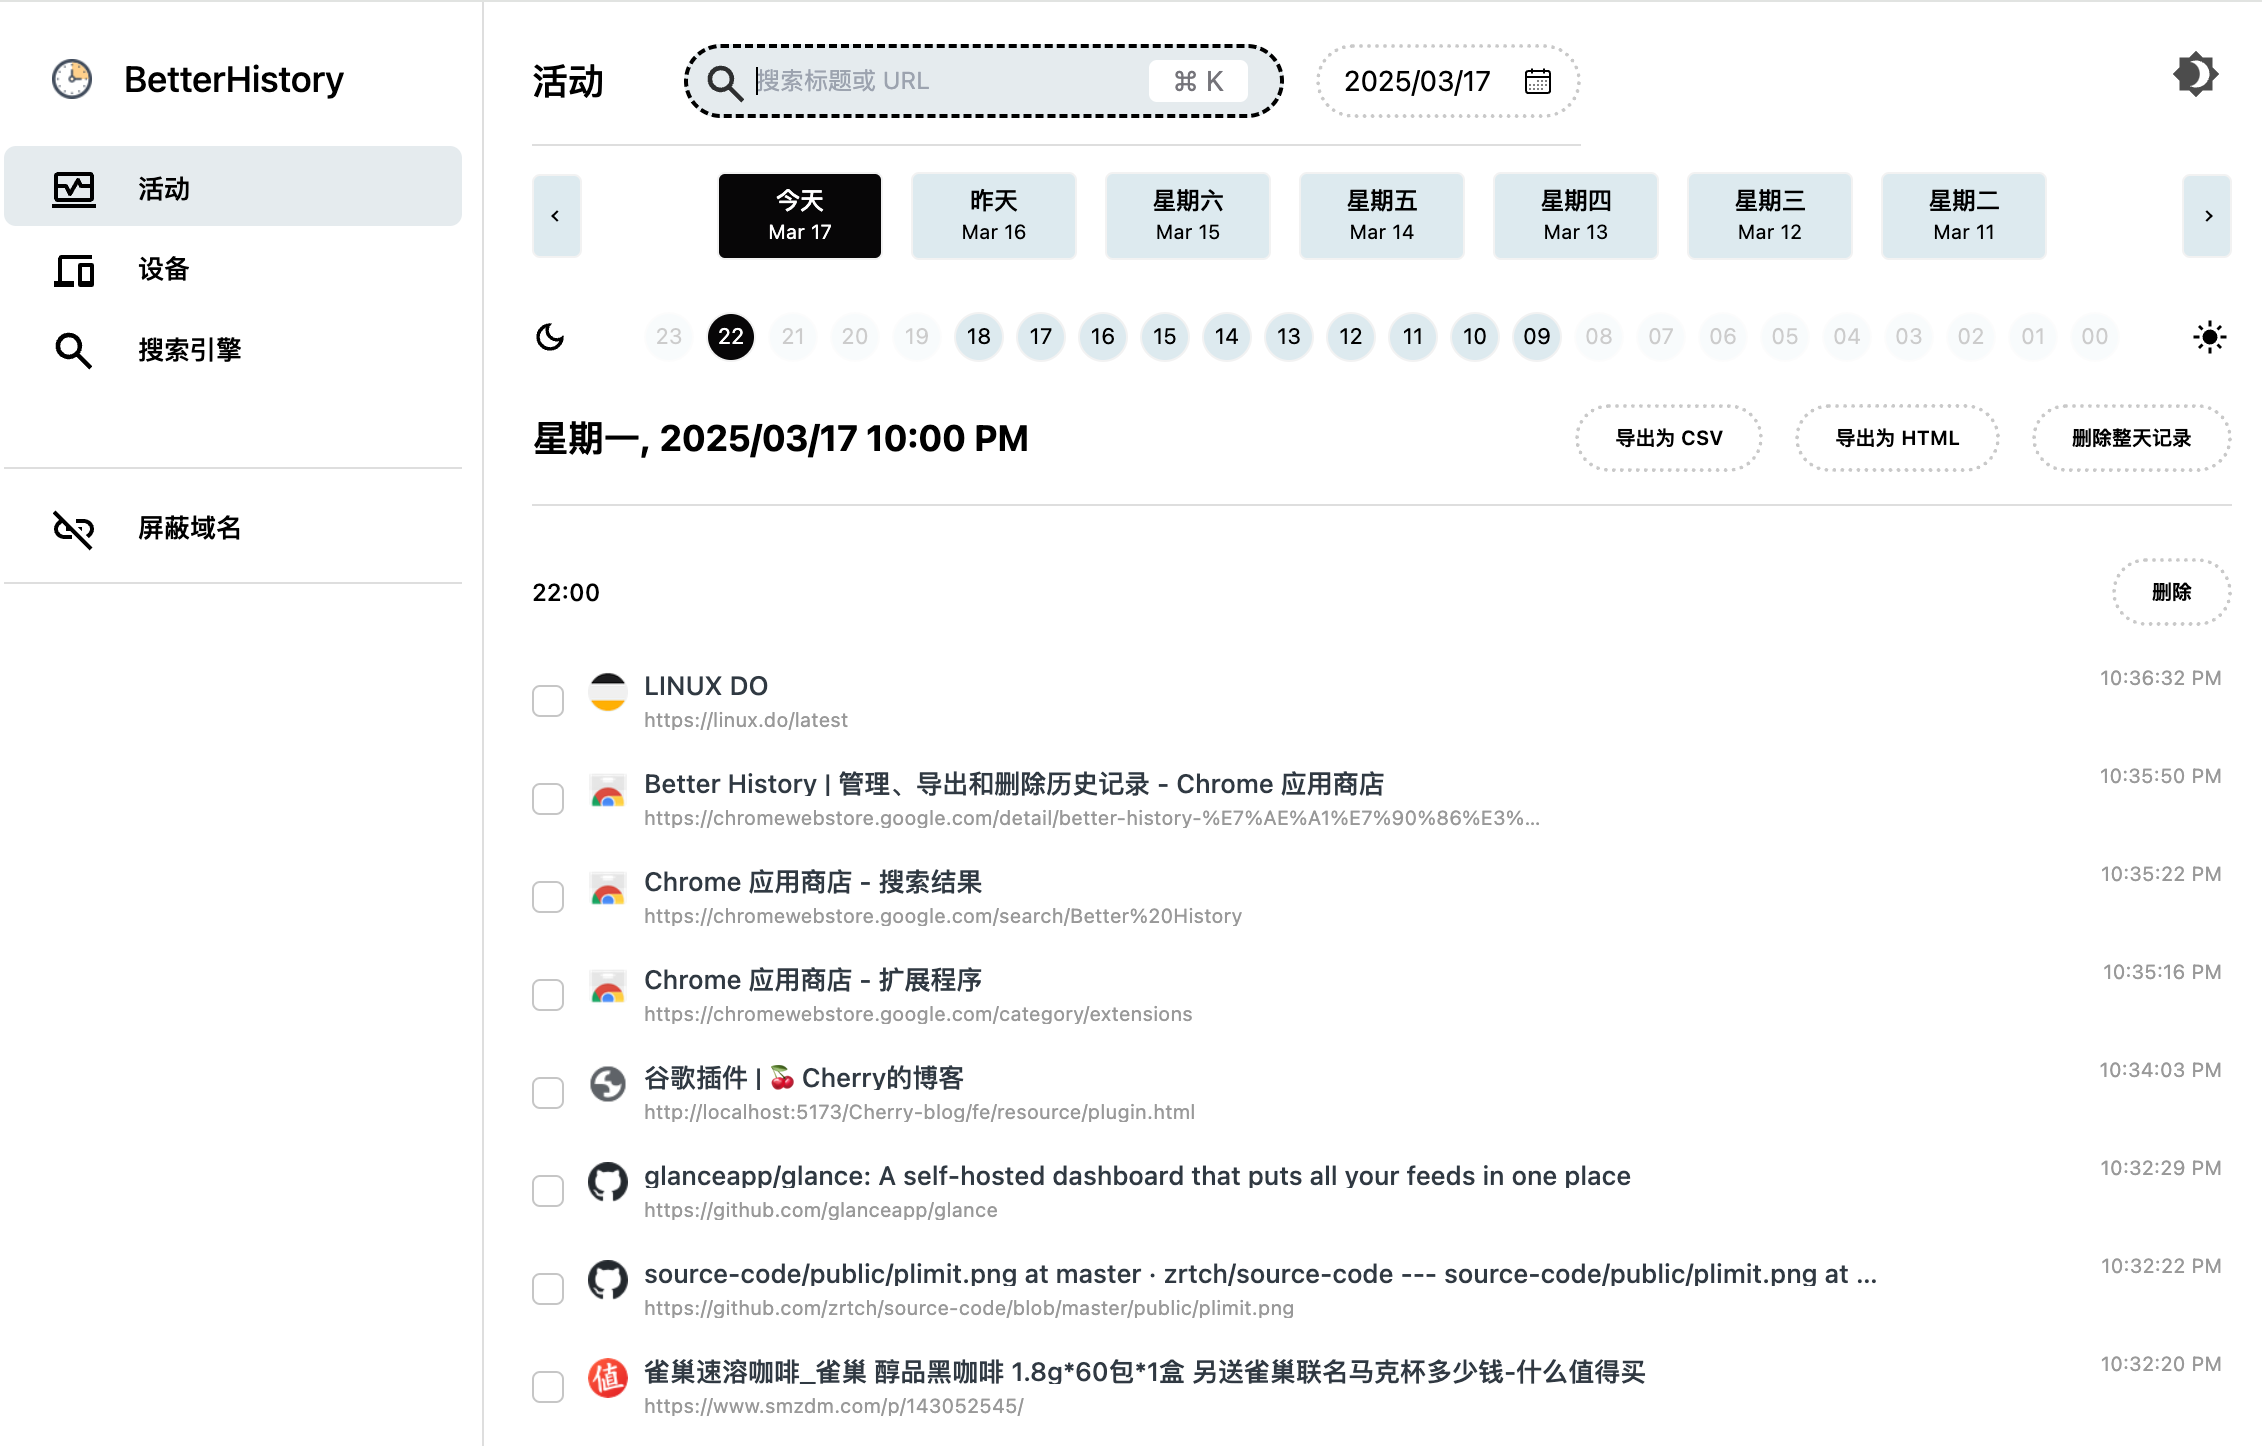 BetterHistory
活动
设备
搜索引擎
屏蔽域名
活动
搜索标题或 URL
⌘ K
2025/03/17
‹
今天
Mar 17
昨天
Mar 16
星期六
Mar 15
星期五
Mar 14
星期四
Mar 13
星期三
Mar 12
星期二
Mar 11
›
23 22 21 20 19 18 17 16 15 14 13 12 11 10 09 08 07 06 05 04 03 02 01 00
星期一, 2025/03/17 10:00 PM
导出为 CSV
导出为 HTML
删除整天记录
22:00
删除
LINUX DO
10:36:32 PM
https://linux.do/latest
Better History | 管理、导出和删除历史记录 - Chrome 应用商店
10:35:50 PM
https://chromewebstore.google.com/detail/better-history-%E7%AE%A1%E7%90%86%E3%...
Chrome 应用商店 - 搜索结果
10:35:22 PM
https://chromewebstore.google.com/search/Better%20History
Chrome 应用商店 - 扩展程序
10:35:16 PM
https://chromewebstore.google.com/category/extensions
谷歌插件 | 🍒 Cherry的博客
10:34:03 PM
http://localhost:5173/Cherry-blog/fe/resource/plugin.html
glanceapp/glance: A self-hosted dashboard that puts all your feeds in one place
10:32:29 PM
https://github.com/glanceapp/glance
source-code/public/plimit.png at master · zrtch/source-code --- source-code/public/plimit.png at ...
10:32:22 PM
https://github.com/zrtch/source-code/blob/master/public/plimit.png
值
雀巢速溶咖啡_雀巢 醇品黑咖啡 1.8g*60包*1盒 另送雀巢联名马克杯多少钱-什么值得买
10:32:20 PM
https://www.smzdm.com/p/143052545/